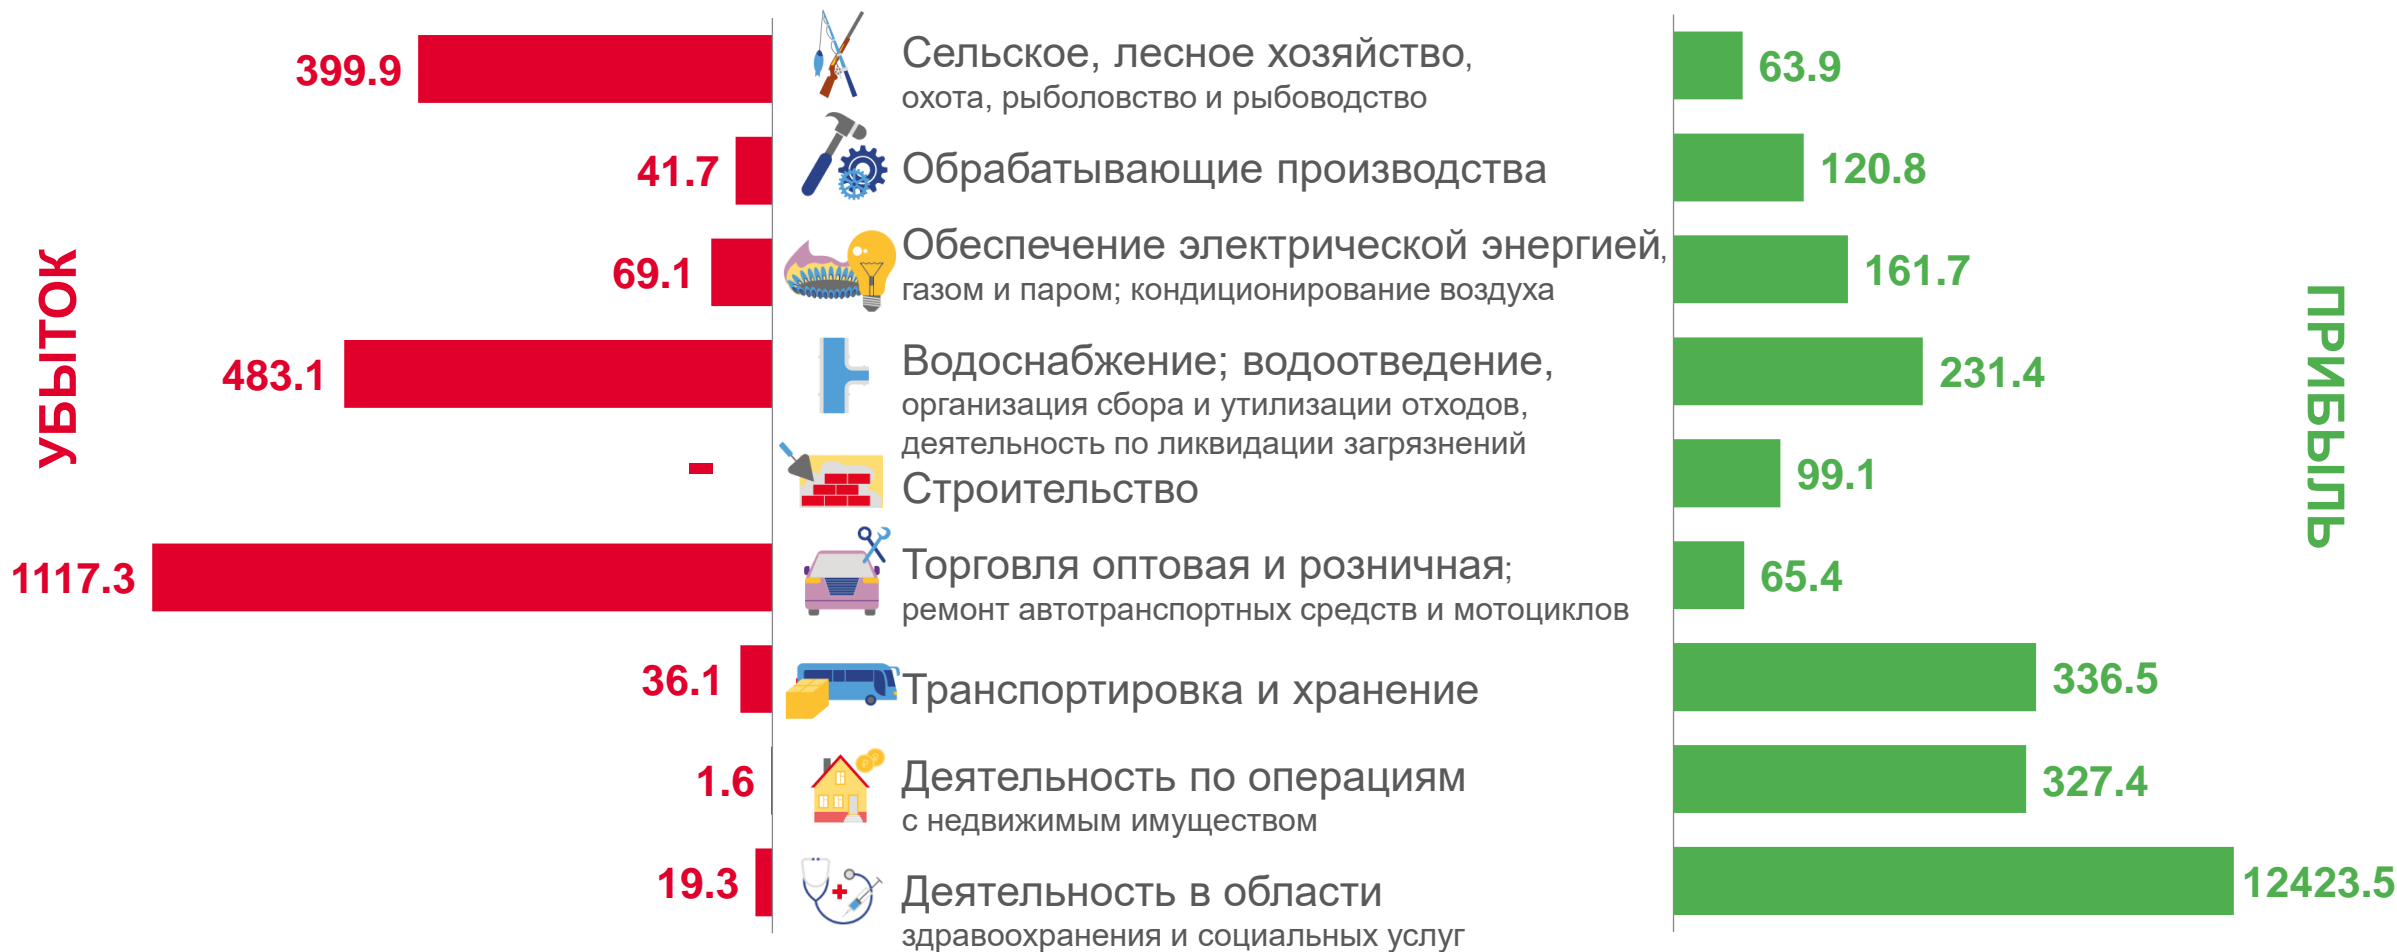 УБЫТОК
399.9
Сельское, лесное хозяйство,
охота, рыболовство и рыбоводство
63.9
41.7
Обрабатывающие производства
120.8
69.1
Обеспечение электрической энергией,
газом и паром; кондиционирование воздуха
161.7
483.1
Водоснабжение; водоотведение,
организация сбора и утилизации отходов,
деятельность по ликвидации загрязнений
231.4
-
Строительство
99.1
1117.3
Торговля оптовая и розничная;
ремонт автотранспортных средств и мотоциклов
65.4
36.1
Транспортировка и хранение
336.5
1.6
Деятельность по операциям
с недвижимым имуществом
327.4
19.3
Деятельность в области
здравоохранения и социальных услуг
12423.5
ПРИБЫЛЬ